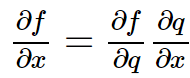 ∂f/∂x = ∂f/∂q ∂q/∂x